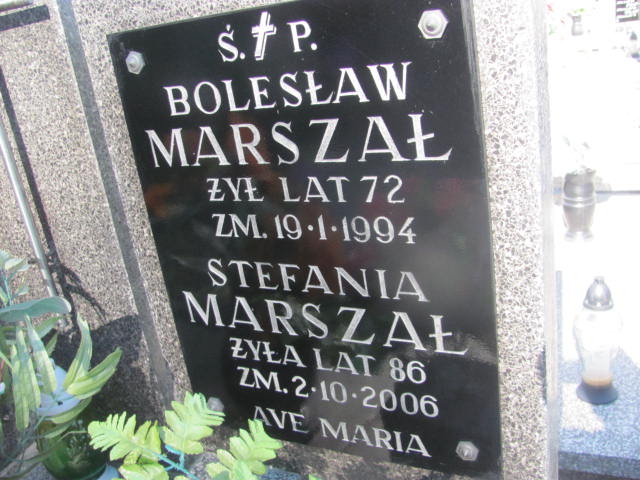 Ś. † P.
BOLESŁAW
MARSZAŁ
ŻYŁ LAT 72
ZM. 19·1·1994
STEFANIA
MARSZAŁ
ŻYŁA LAT 86
ZM. 2·10·2006
AVE MARIA